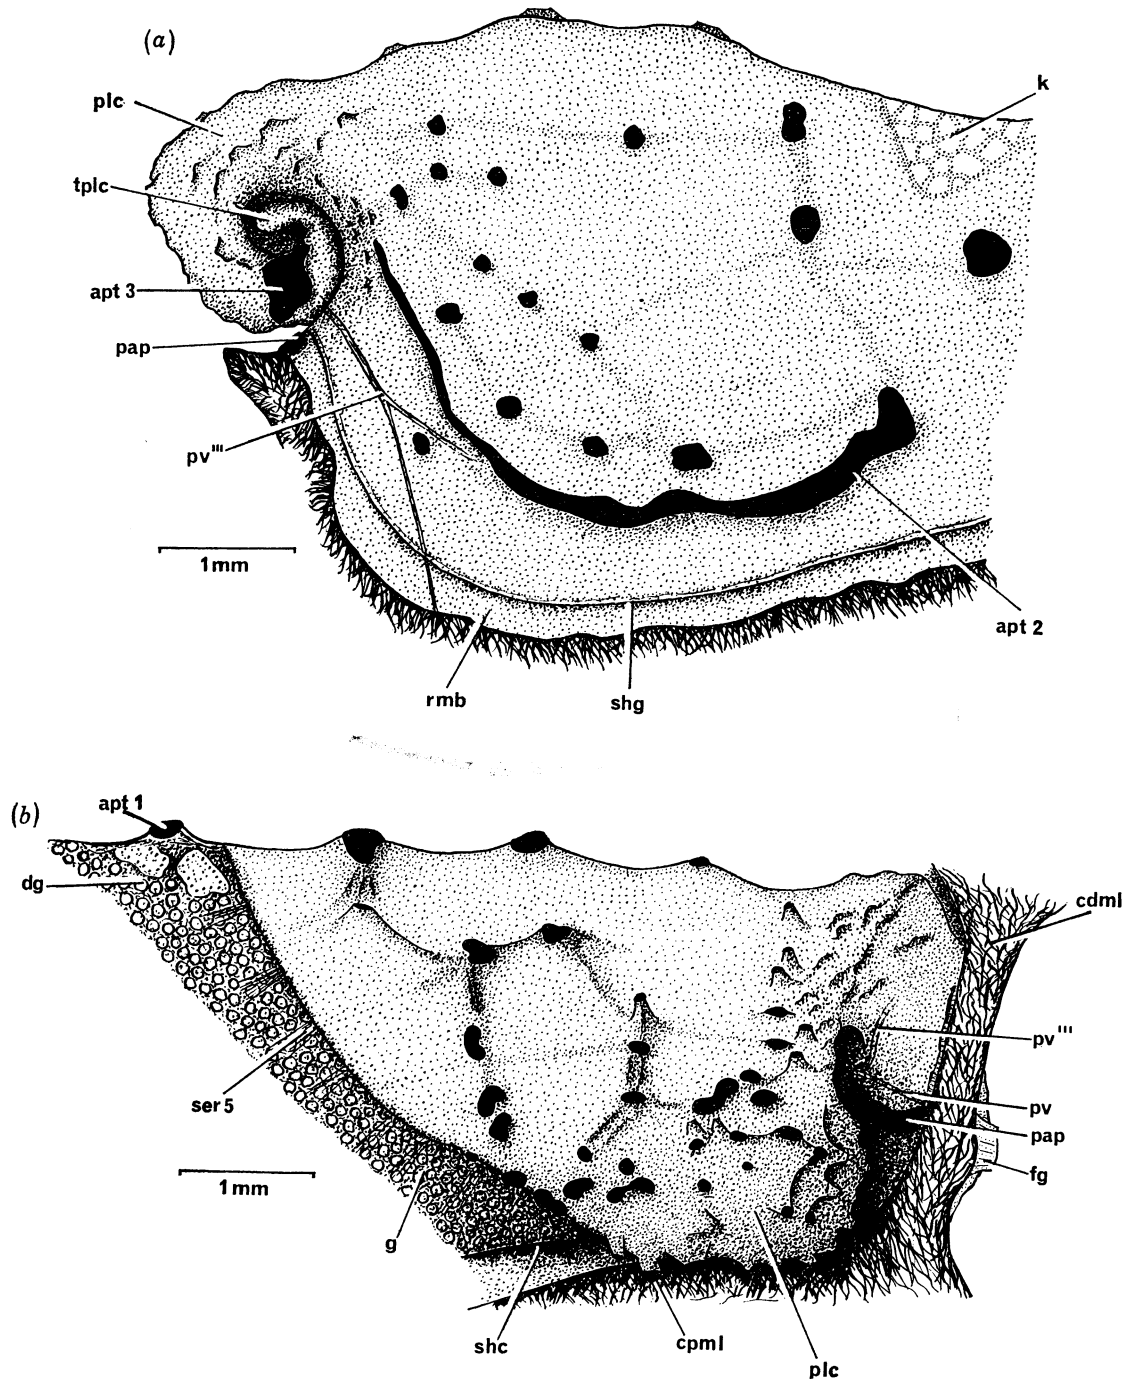 (a)
plc
k
tplc
apt 3
pap
pv'''
1mm
apt 2
rmb
shg
(b)
apt 1
dg
cdml
pv'''
ser 5
pv
pap
1mm
fg
g
shc
cpml
plc